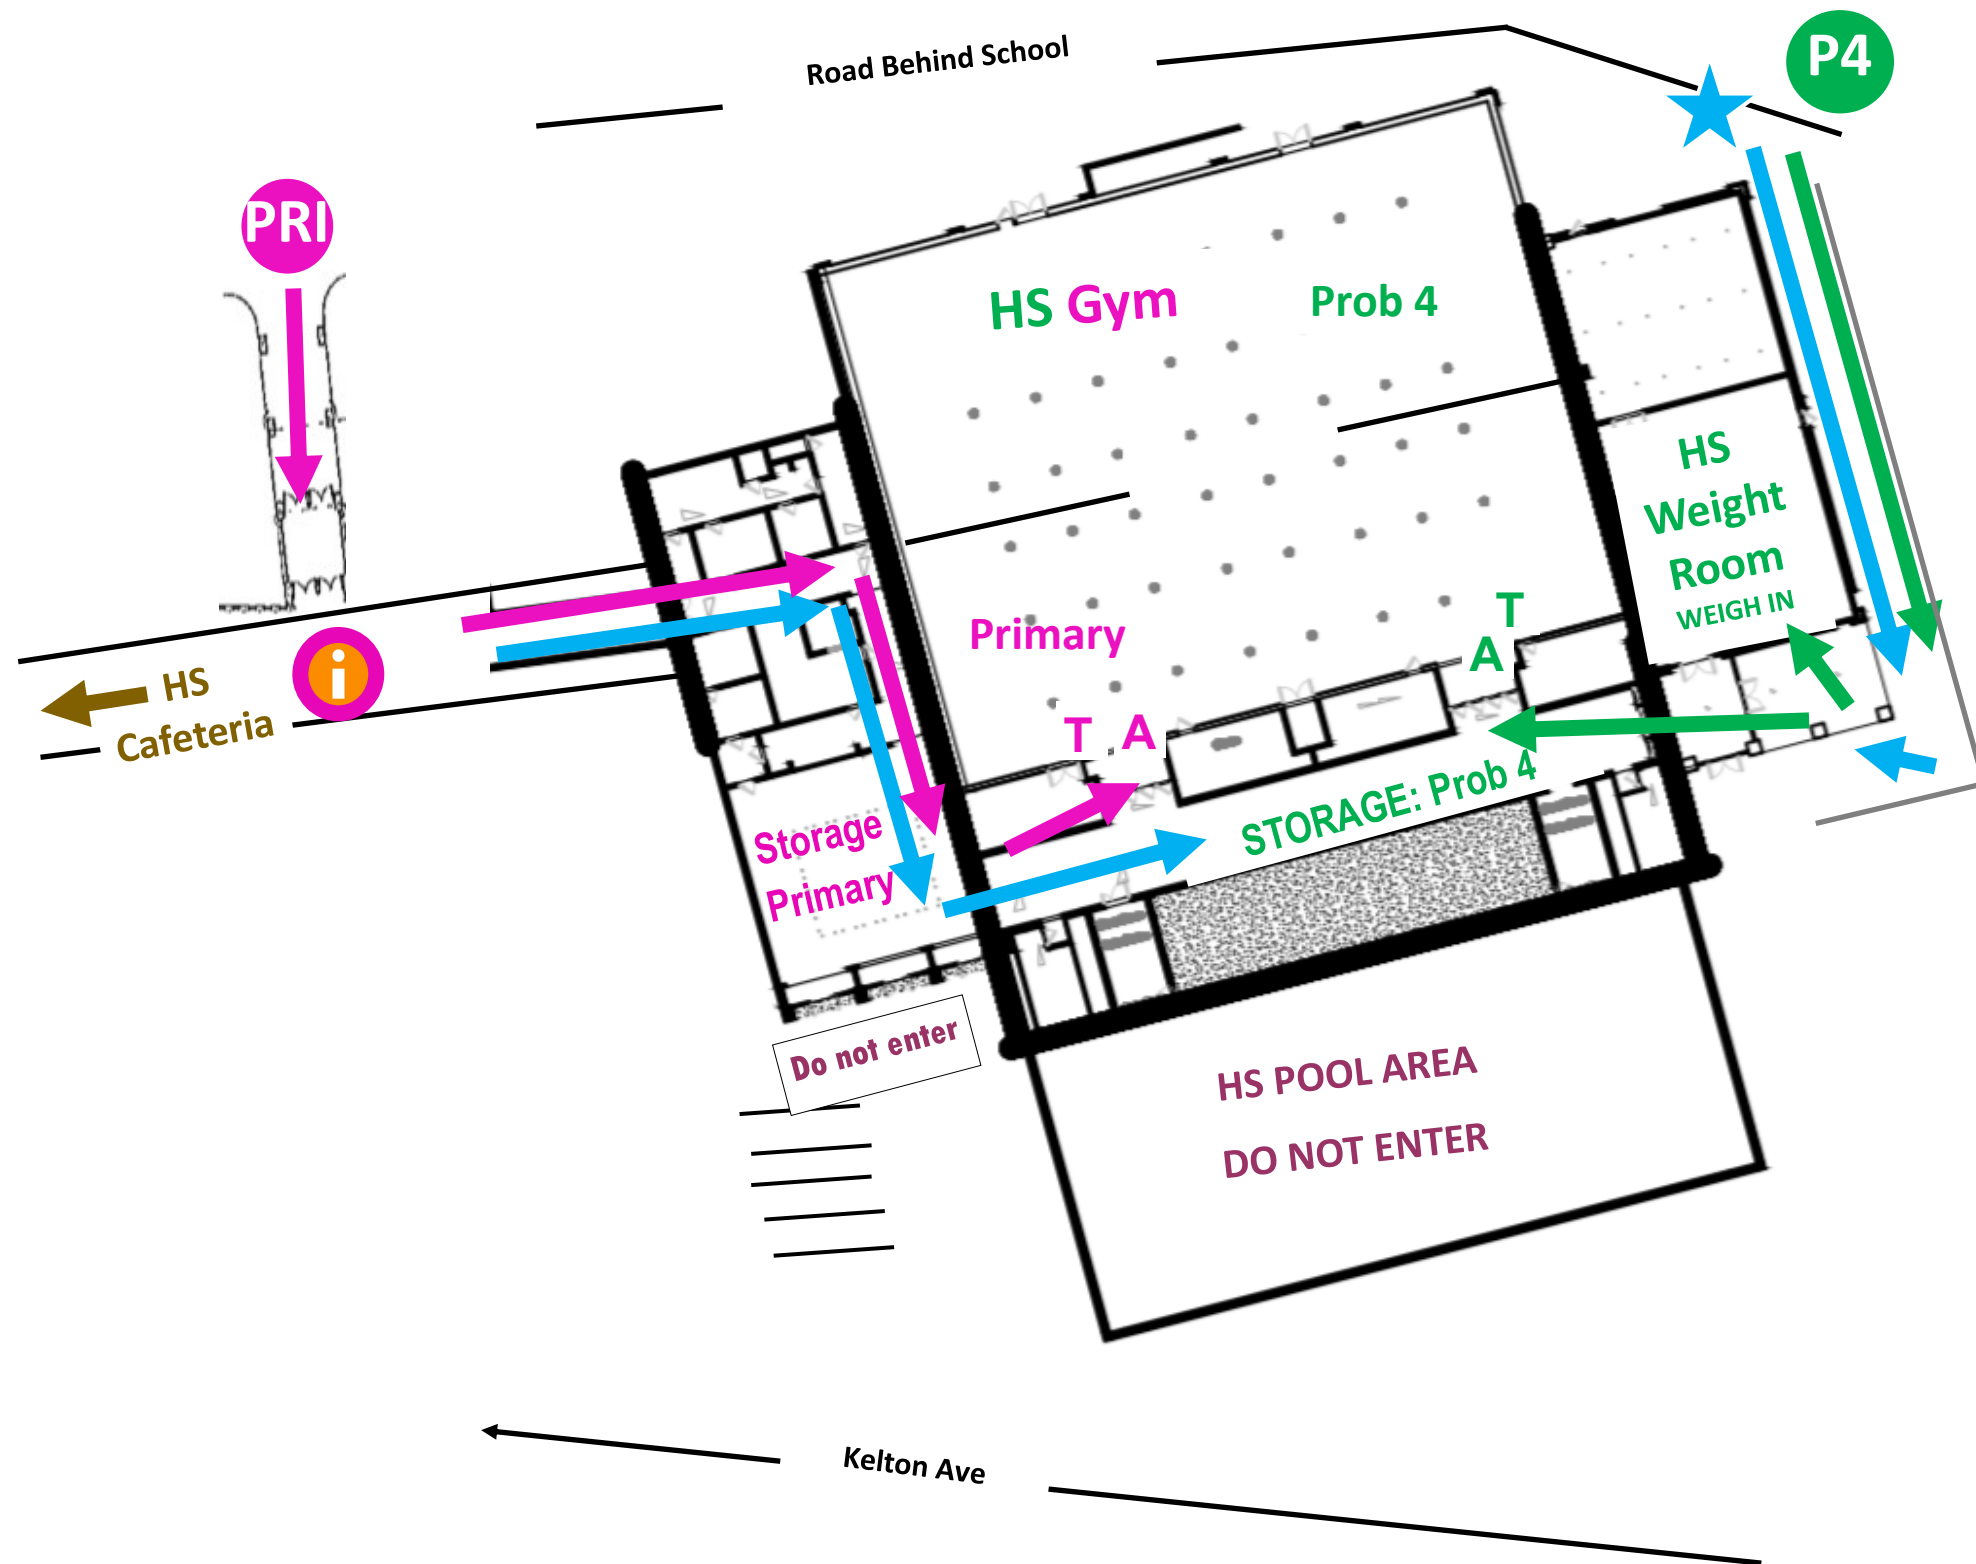 Road Behind School
P4
PRI
HS Gym
Prob 4
HS
Weight
Room
WEIGH IN
T
A
Primary
T A
i
HS
Cafeteria
STORAGE: Prob 4
Storage
Primary
Do not enter
HS POOL AREA
DO NOT ENTER
Kelton Ave